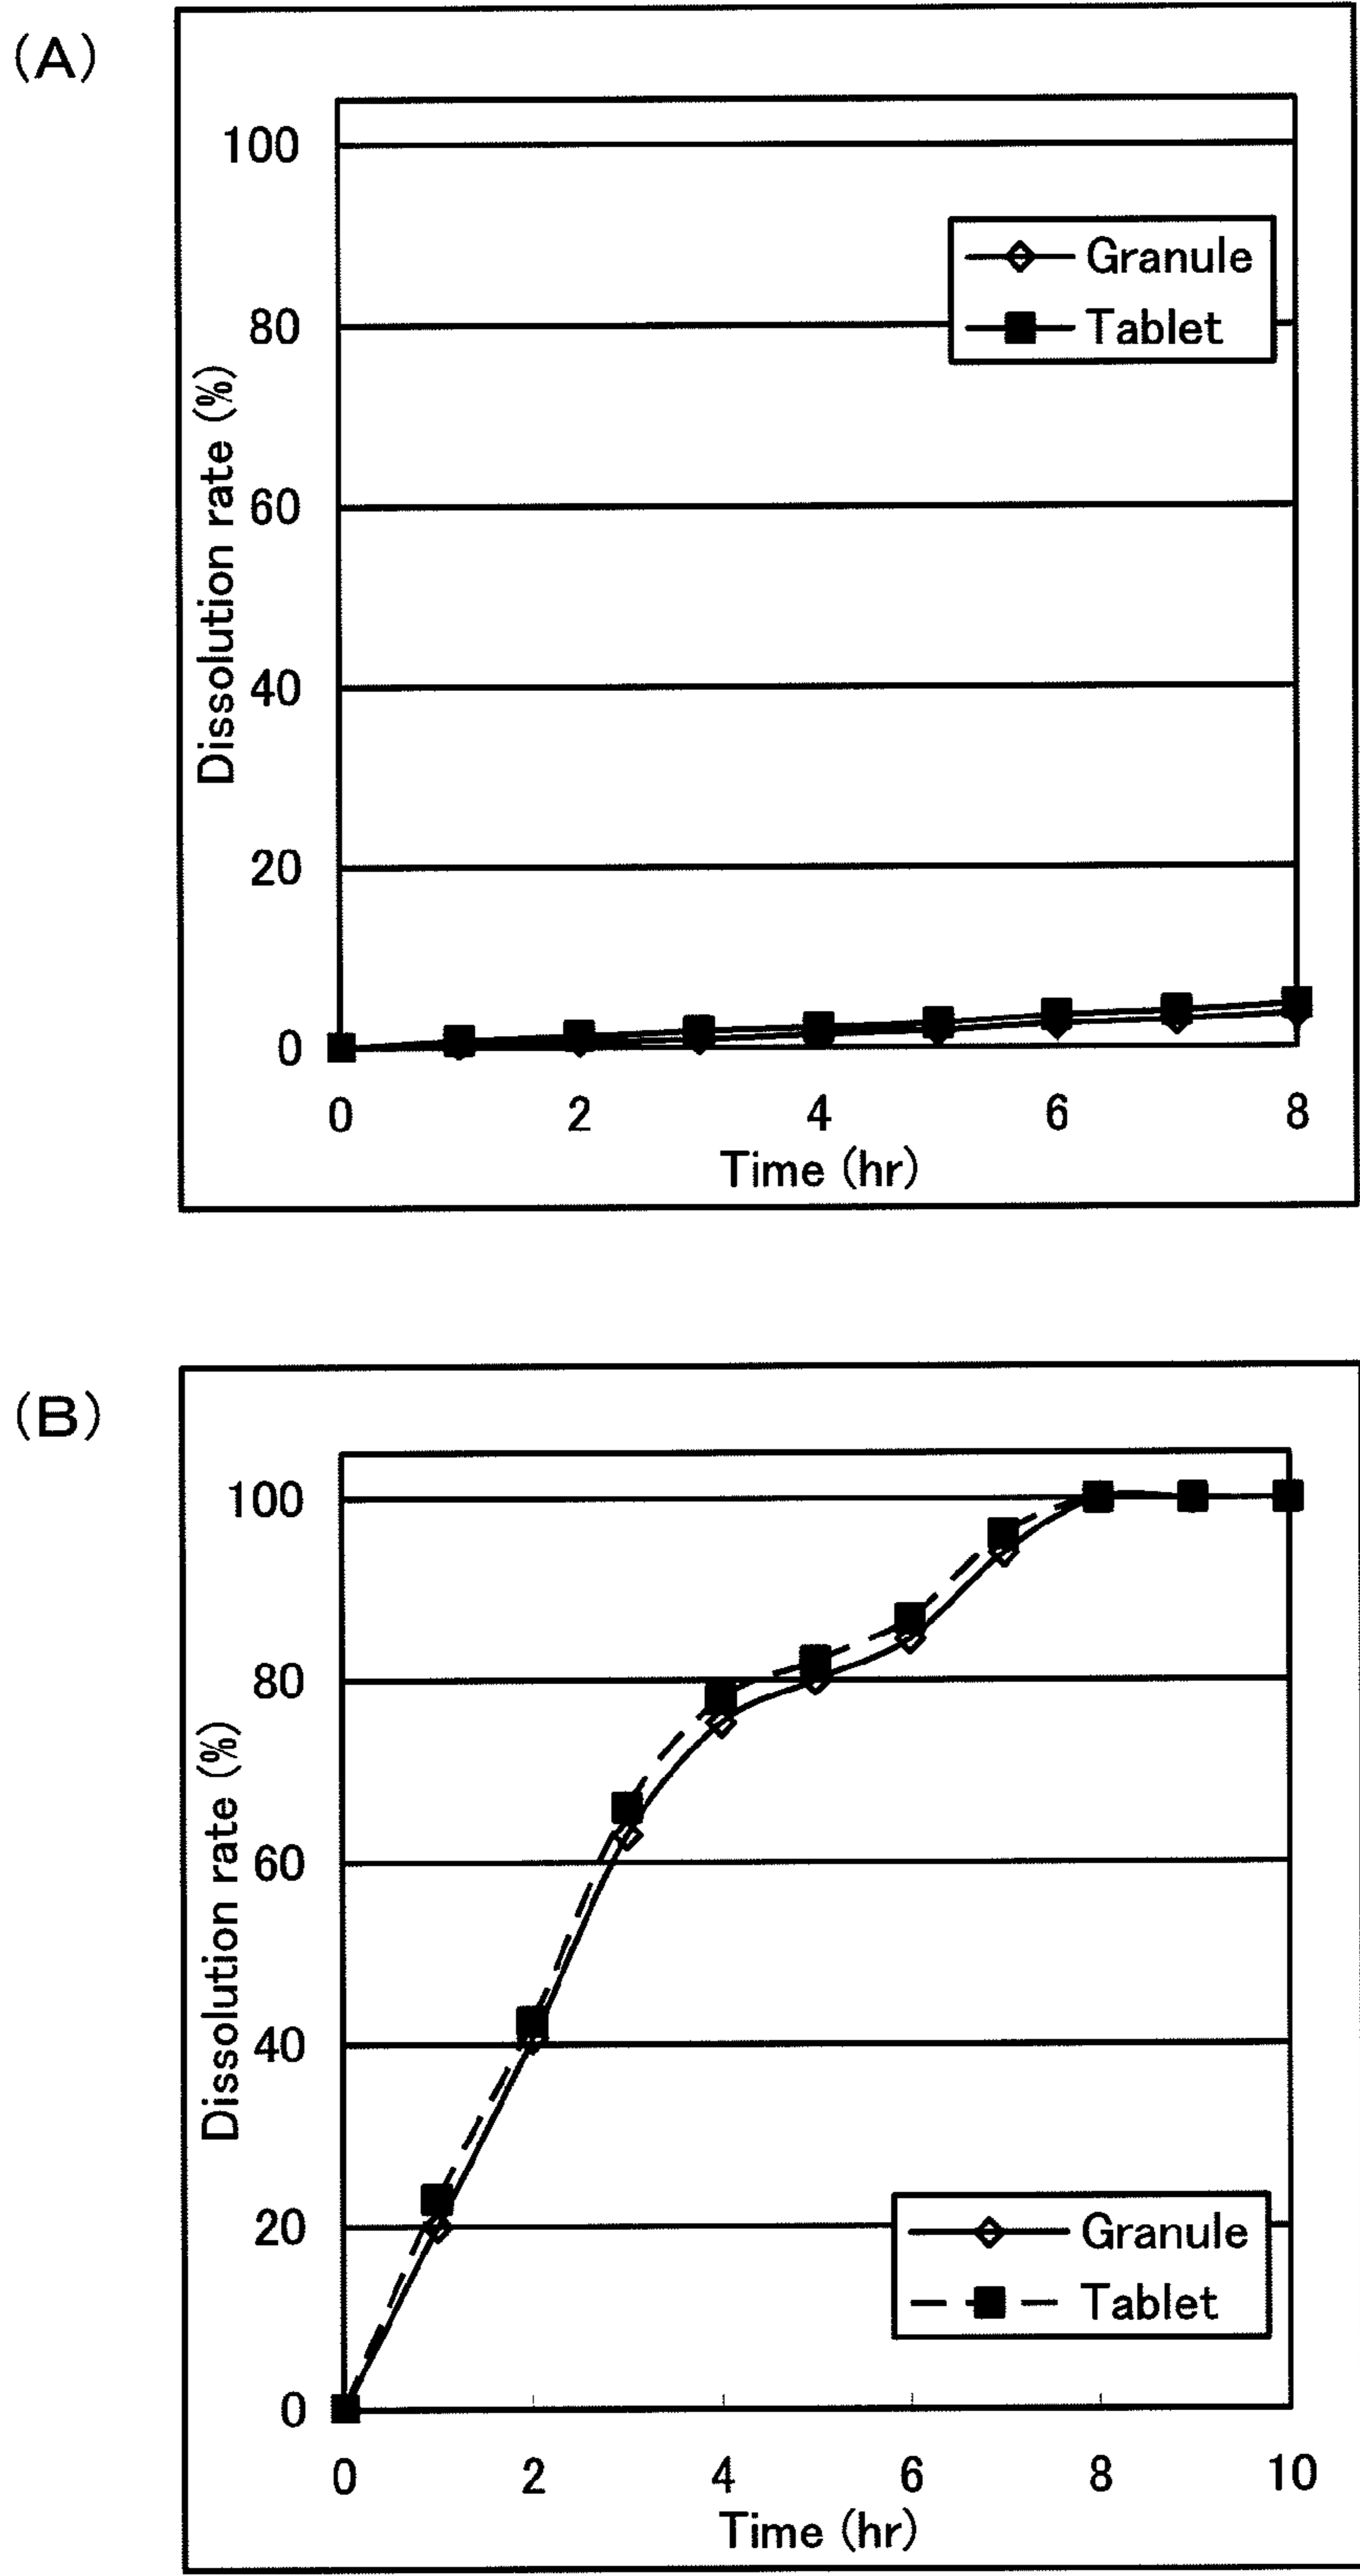 (A)
100
80
60
40
20
0
Dissolution rate (%)
Granule
Tablet
0 2 4 6 8
Time (hr)
(B)
100
80
60
40
20
0
Dissolution rate (%)
Granule
Tablet
0 2 4 6 8 10
Time (hr)